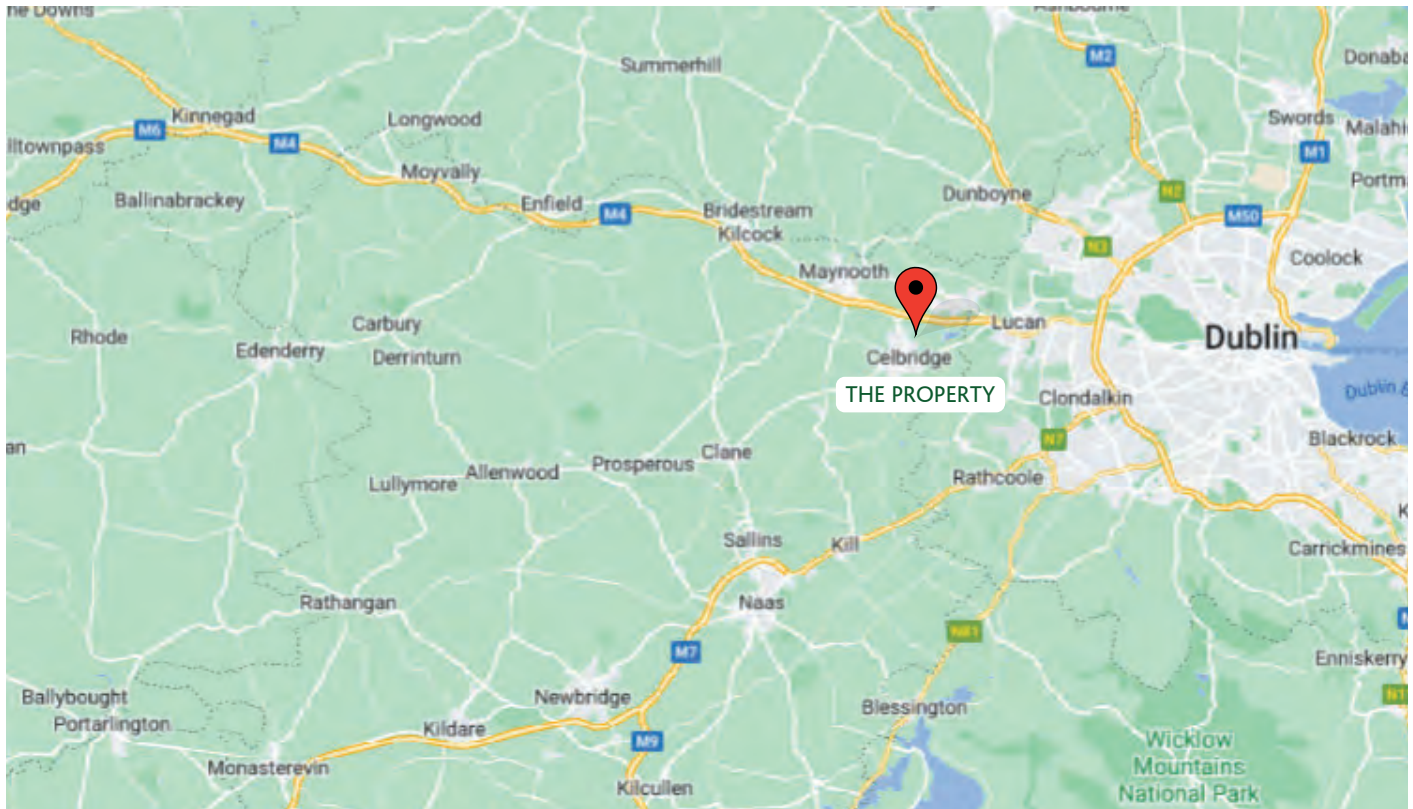 ne Downs
Ashbourne
M2
Donaba
Summerhill
Kinnegad
Longwood
Swords
M6
Malahi
M4
M1
lltownpass
Moyvally
Portm
Dunboyne
N2
dge
Ballinabrackey
Enfield
M4
Bridestream
M50
Kilcock
N3
Coolock
Maynooth
Lucan
Carbury
Rhode
Dublin
Edenderry
Derrinturn
Celbridge
THE PROPERTY
Dublin
Clondalkin
an
N7
Blackrock
Clane
Prosperous
Allenwood
Lullymore
Rathcoole
K
Sallins
Kill
Carrickmines
Rathangan
Naas
M
N81
M7
Enniskerry
Ballybought
Newbridge
N1
Portarlington
Blessington
Kildare
M9
Wicklow
Mountains
National Park
Monasterevin
Kilcullen